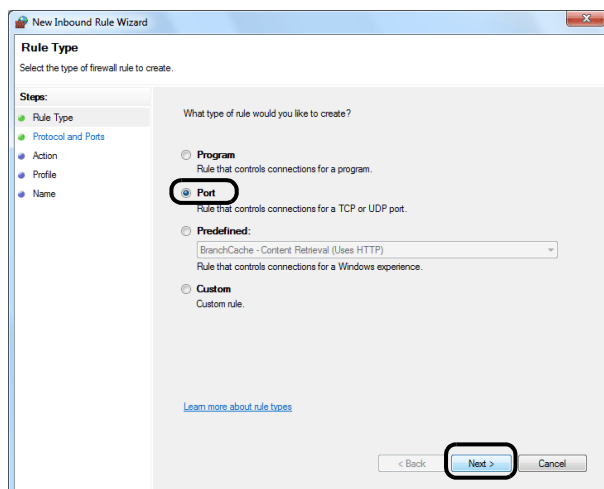 New Inbound Rule Wizard
Rule Type
Select the type of firewall rule to create.
Steps:
Rule Type
Protocol and Ports
Action
Profile
Name
What type of rule would you like to create?
Program
Rule that controls connections for a program.
Port
Rule that controls connections for a TCP or UDP port.
Predefined:
BranchCache - Content Retrieval (Uses HTTP)
Rule that controls connections for a Windows experience.
Custom
Custom rule.
Learn more about rule types
< Back
Next >
Cancel